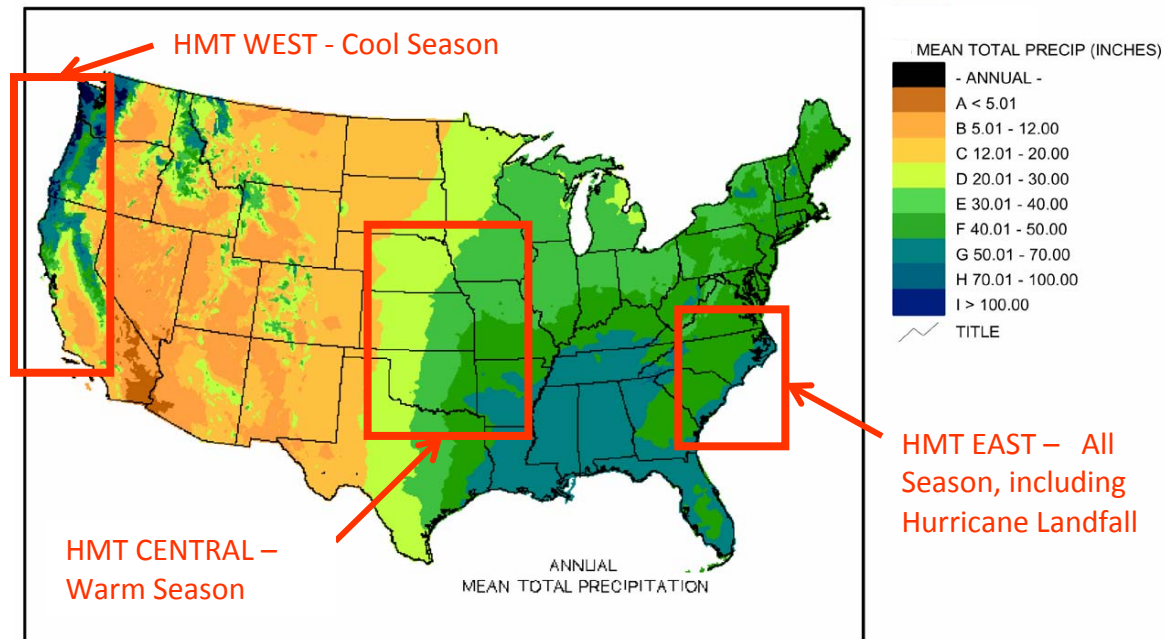 HMT WEST - Cool Season
MEAN TOTAL PRECIP (INCHES)
- ANNUAL -
A < 5.01
B 5.01 - 12.00
C 12.01 - 20.00
D 20.01 - 30.00
E 30.01 - 40.00
F 40.01 - 50.00
G 50.01 - 70.00
H 70.01 - 100.00
I > 100.00
TITLE
HMT EAST – All
Season, including
Hurricane Landfall
HMT CENTRAL –
Warm Season
ANNUAL
MEAN TOTAL PRECIPITATION